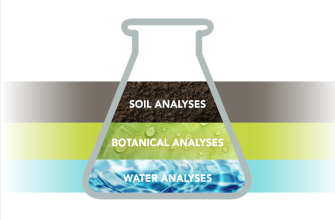 SOIL ANALYSES
BOTANICAL ANALYSES
WATER ANALYSES